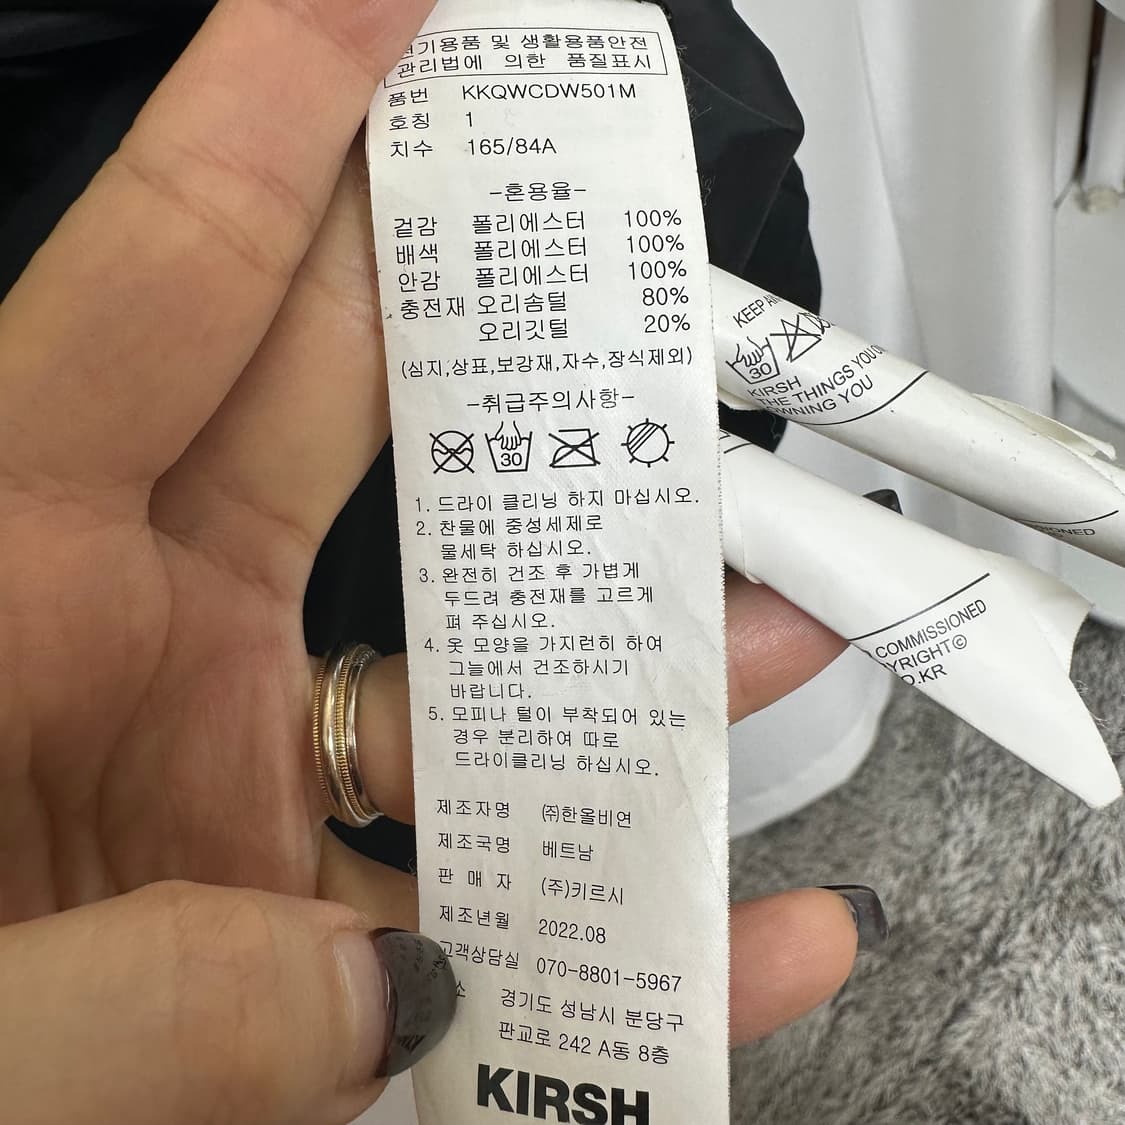 전기용품 및 생활용품안전
관리법에 의한 품질표시
품번 KKQWCDW501M
호칭 1
치수 165/84A
-혼용율-
겉감 폴리에스터 100%
배색 폴리에스터 100%
안감 폴리에스터 100%
충전재 오리솜털 80%
오리깃털 20%
(심지,상표,보강재,자수,장식제외)
-취급주의사항-
30
1. 드라이 클리닝 하지 마십시오.
2. 찬물에 중성세제로
물세탁 하십시오.
3. 완전히 건조 후 가볍게
두드려 충전재를 고르게
펴 주십시오.
4. 옷 모양을 가지런히 하여
그늘에서 건조하시기
바랍니다.
5. 모피나 털이 부착되어 있는
경우 분리하여 따로
드라이클리닝 하십시오.
제조자명 ㈜한올비연
제조국명 베트남
판 매 자 (주)키르시
제조년월 2022.08
고객상담실 070-8801-5967
소 경기도 성남시 분당구
판교로 242 A동 8층
KIRSH
KEEP
30
KIRSH
THE THINGS YOU
OWNING YOU
COMMISSIONED
YRIGHT©
O.KR